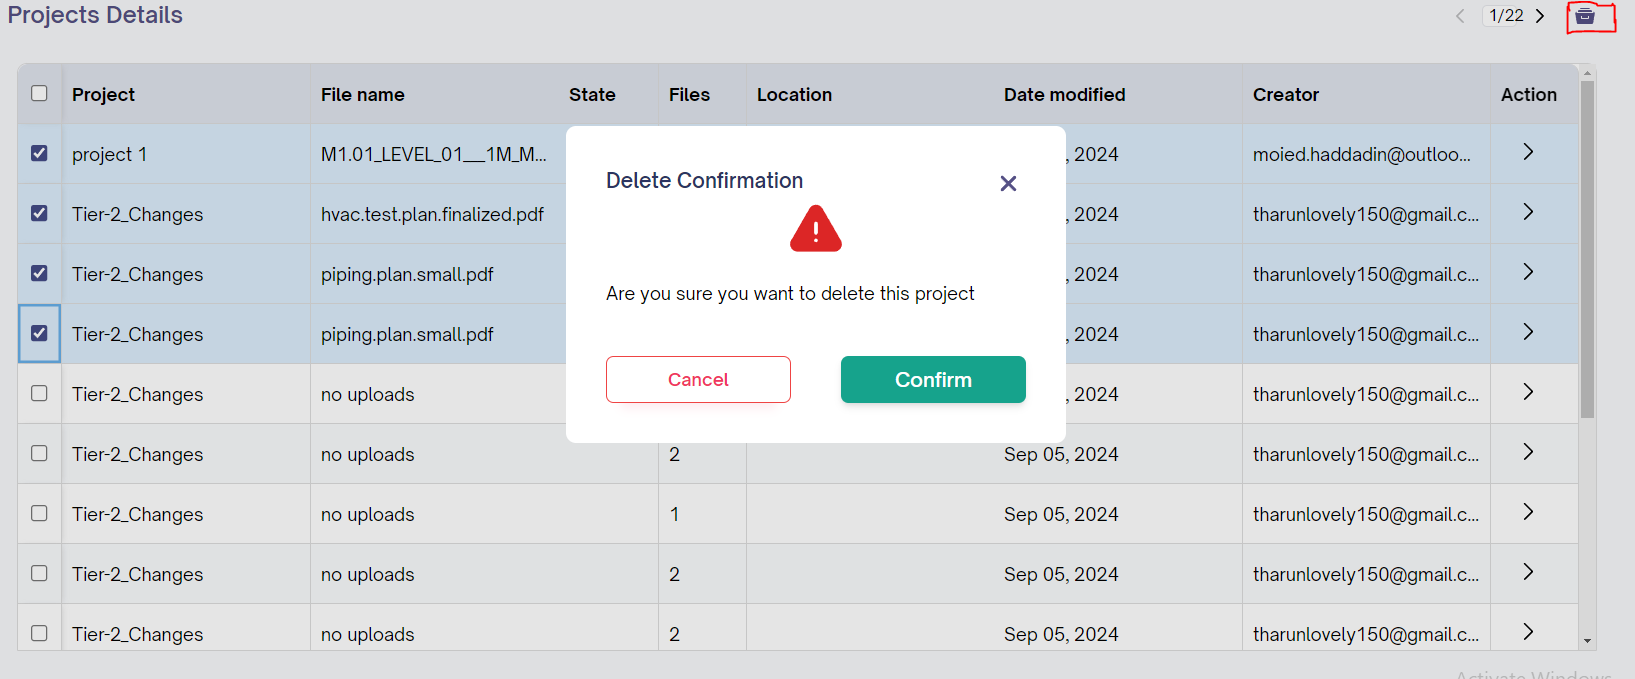 Projects Details
1/22
Project File name State Files Location Date modified Creator Action
project 1 M1.01_LEVEL_01__1M_M... , 2024 moied.haddadin@outloo...
Tier-2_Changes hvac.test.plan.finalized.pdf , 2024 tharunlovely150@gmail.c...
Tier-2_Changes piping.plan.small.pdf , 2024 tharunlovely150@gmail.c...
Tier-2_Changes piping.plan.small.pdf , 2024 tharunlovely150@gmail.c...
Tier-2_Changes no uploads , 2024 tharunlovely150@gmail.c...
Tier-2_Changes no uploads 2 Sep 05, 2024 tharunlovely150@gmail.c...
Tier-2_Changes no uploads 1 Sep 05, 2024 tharunlovely150@gmail.c...
Tier-2_Changes no uploads 2 Sep 05, 2024 tharunlovely150@gmail.c...
Tier-2_Changes no uploads 2 Sep 05, 2024 tharunlovely150@gmail.c...
Delete Confirmation
Are you sure you want to delete this project
Cancel Confirm
Activate Windows